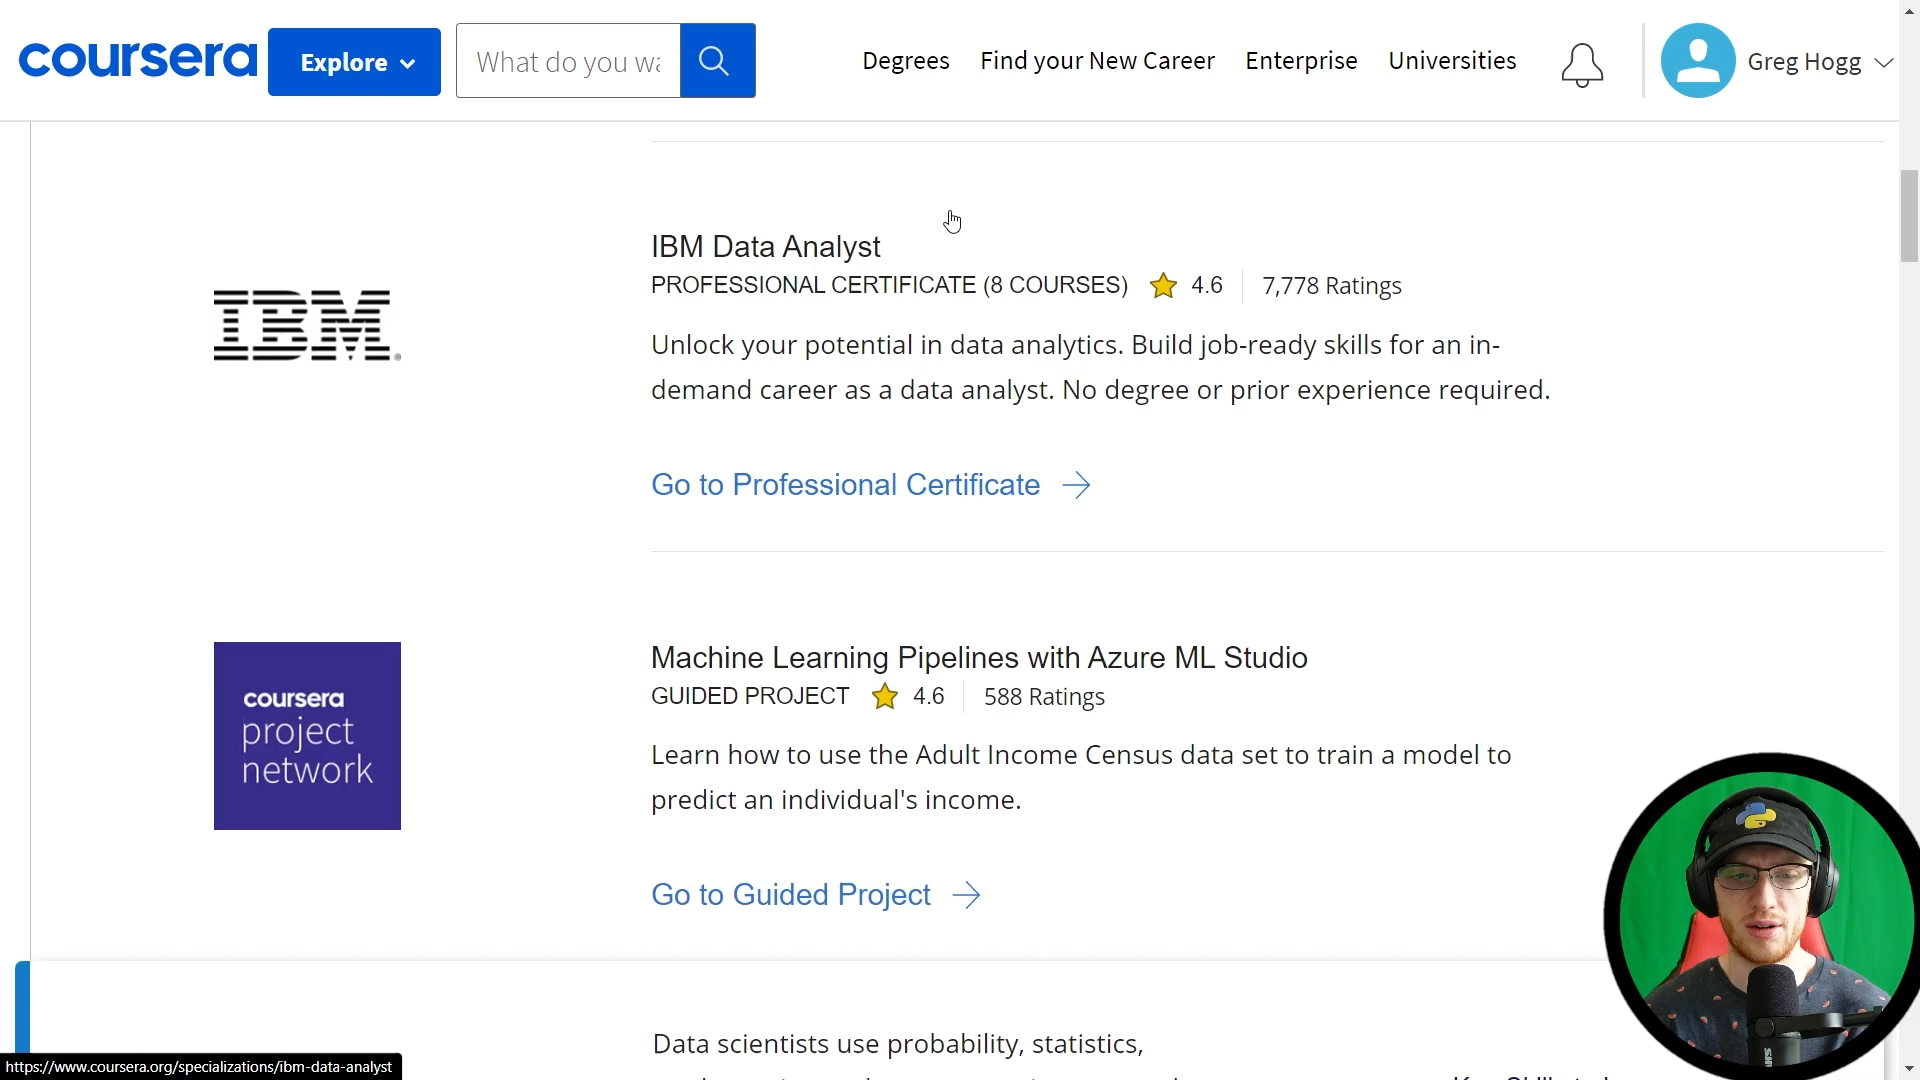 coursera
Explore
What do you wa
Degrees
Find your New Career
Enterprise
Universities
Greg Hogg
IBM Data Analyst
PROFESSIONAL CERTIFICATE (8 COURSES) 4.6 7,778 Ratings
IBM
Unlock your potential in data analytics. Build job-ready skills for an in-
demand career as a data analyst. No degree or prior experience required.
Go to Professional Certificate
Machine Learning Pipelines with Azure ML Studio
GUIDED PROJECT 4.6 588 Ratings
coursera
project
network
Learn how to use the Adult Income Census data set to train a model to
predict an individual's income.
Go to Guided Project
Data scientists use probability, statistics,
https://www.coursera.org/specializations/ibm-data-analyst